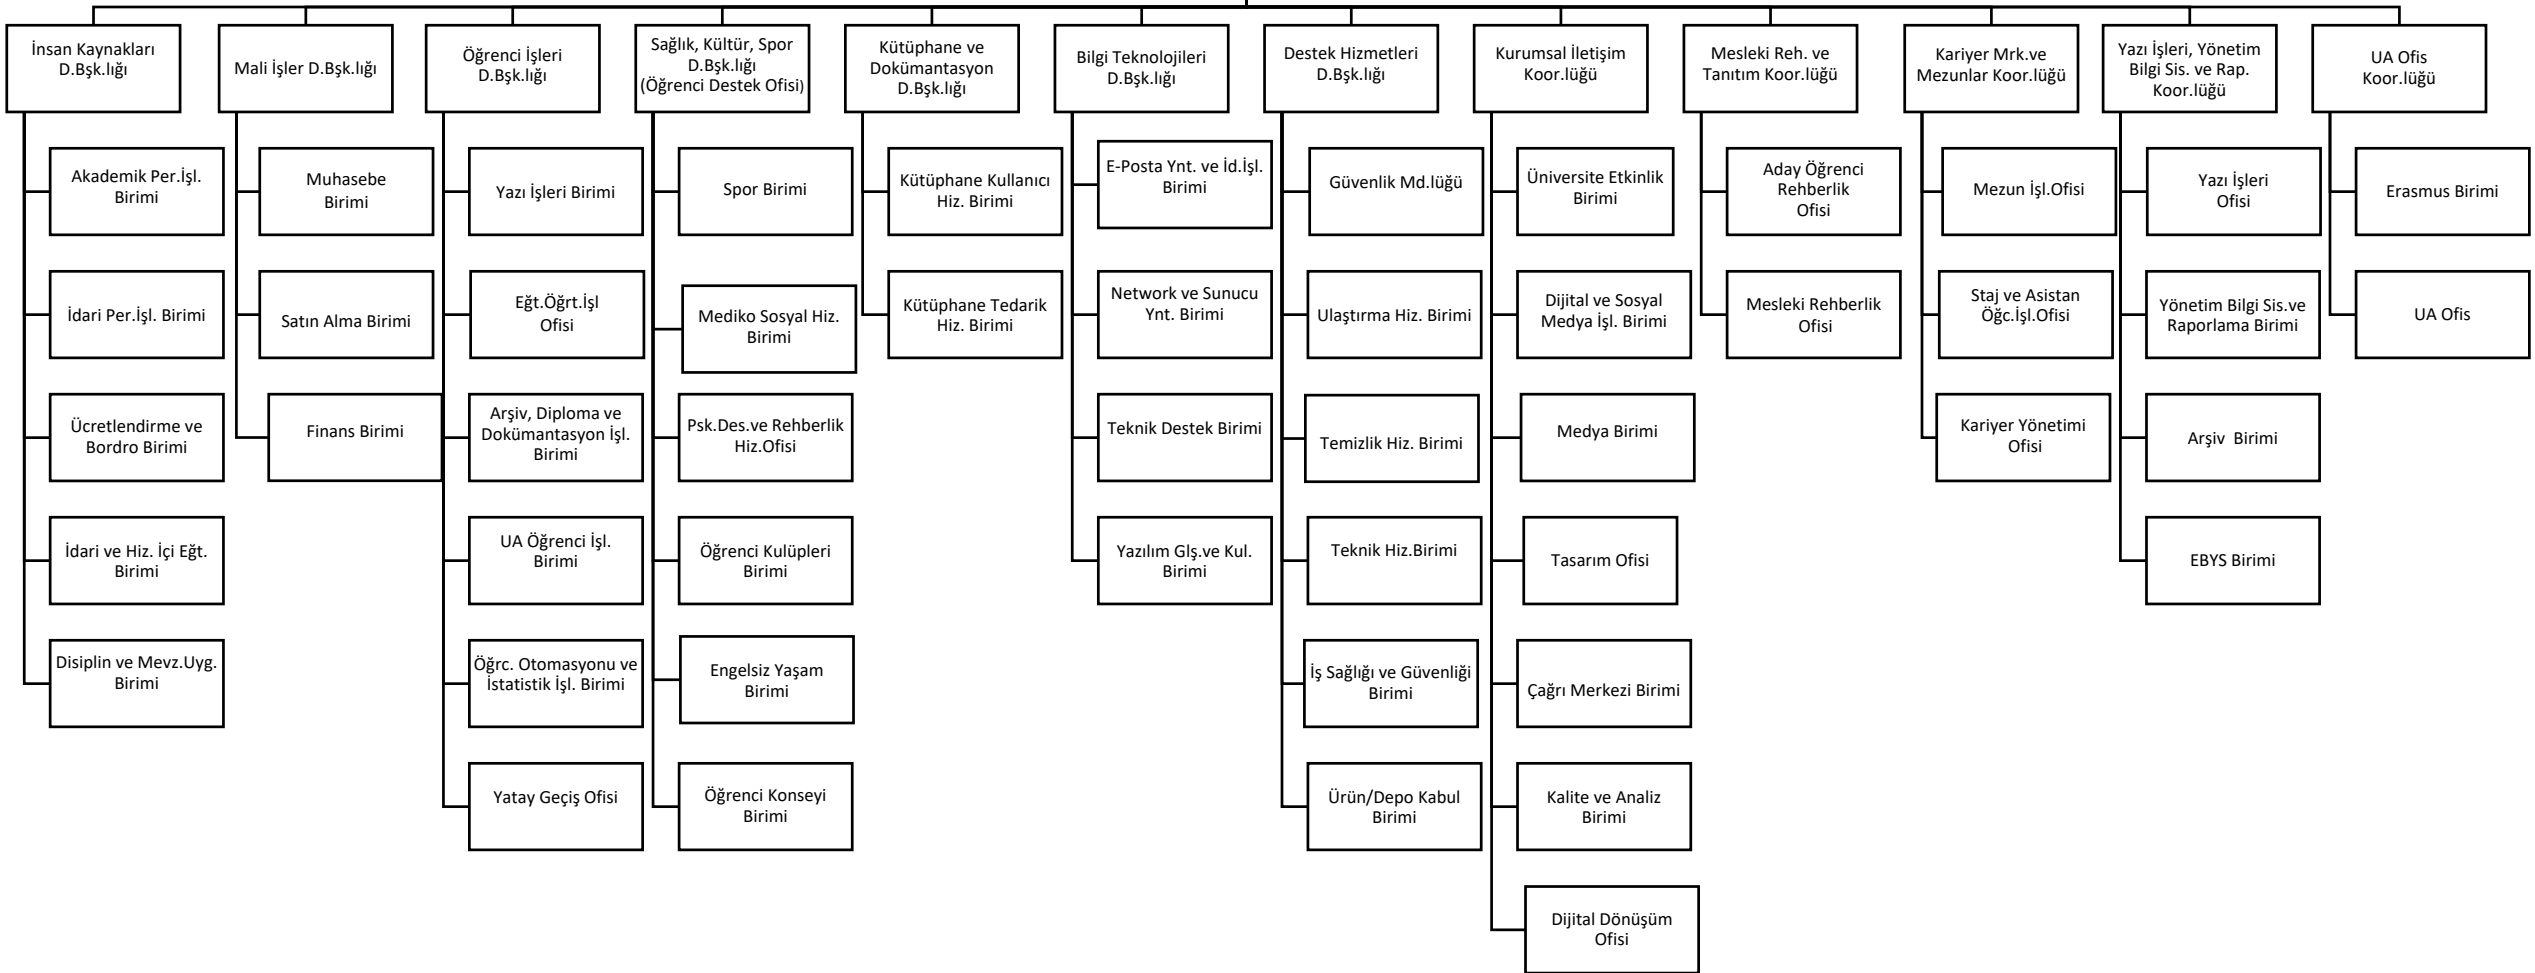 İnsan Kaynakları
D.Bşk.lığı
Akademik Per.İşl.
Birimi
İdari Per.İşl. Birimi
Ücretlendirme ve
Bordro Birimi
İdari ve Hiz. İçi Eğt.
Birimi
Disiplin ve Mevz.Uyg.
Birimi
Mali İşler D.Bşk.lığı
Muhasebe
Birimi
Satın Alma Birimi
Finans Birimi
Öğrenci İşleri
D.Bşk.lığı
Yazı İşleri Birimi
Eğt.Öğrt.İşl
Ofisi
Arşiv, Diploma ve
Dokümantasyon İşl.
Birimi
UA Öğrenci İşl.
Birimi
Öğrc. Otomasyonu ve
İstatistik İşl. Birimi
Yatay Geçiş Ofisi
Sağlık, Kültür, Spor
D.Bşk.lığı
(Öğrenci Destek Ofisi)
Spor Birimi
Mediko Sosyal Hiz.
Birimi
Psk.Des.ve Rehberlik
Hiz.Ofisi
Öğrenci Kulüpleri
Birimi
Engelsiz Yaşam
Birimi
Öğrenci Konseyi
Birimi
Kütüphane ve
Dokümantasyon
D.Bşk.lığı
Kütüphane Kullanıcı
Hiz. Birimi
Kütüphane Tedarik
Hiz. Birimi
Bilgi Teknolojileri
D.Bşk.lığı
E-Posta Ynt. ve İd.İşl.
Birimi
Network ve Sunucu
Ynt. Birimi
Teknik Destek Birimi
Yazılım Glş.ve Kul.
Birimi
Destek Hizmetleri
D.Bşk.lığı
Güvenlik Md.lüğü
Ulaştırma Hiz. Birimi
Temizlik Hiz. Birimi
Teknik Hiz.Birimi
İş Sağlığı ve Güvenliği
Birimi
Ürün/Depo Kabul
Birimi
Kurumsal İletişim
Koor.lüğü
Üniversite Etkinlik
Birimi
Dijital ve Sosyal
Medya İşl. Birimi
Medya Birimi
Tasarım Ofisi
Çağrı Merkezi Birimi
Kalite ve Analiz
Birimi
Dijital Dönüşüm
Ofisi
Mesleki Reh. ve
Tanıtım Koor.lüğü
Aday Öğrenci
Rehberlik
Ofisi
Mesleki Rehberlik
Ofisi
Kariyer Mrk.ve
Mezunlar Koor.lüğü
Mezun İşl.Ofisi
Staj ve Asistan
Öğc.İşl.Ofisi
Kariyer Yönetimi
Ofisi
Yazı İşleri, Yönetim
Bilgi Sis. ve Rap.
Koor.lüğü
Yazı İşleri
Ofisi
Yönetim Bilgi Sis.ve
Raporlama Birimi
Arşiv Birimi
EBYS Birimi
UA Ofis
Koor.lüğü
Erasmus Birimi
UA Ofis